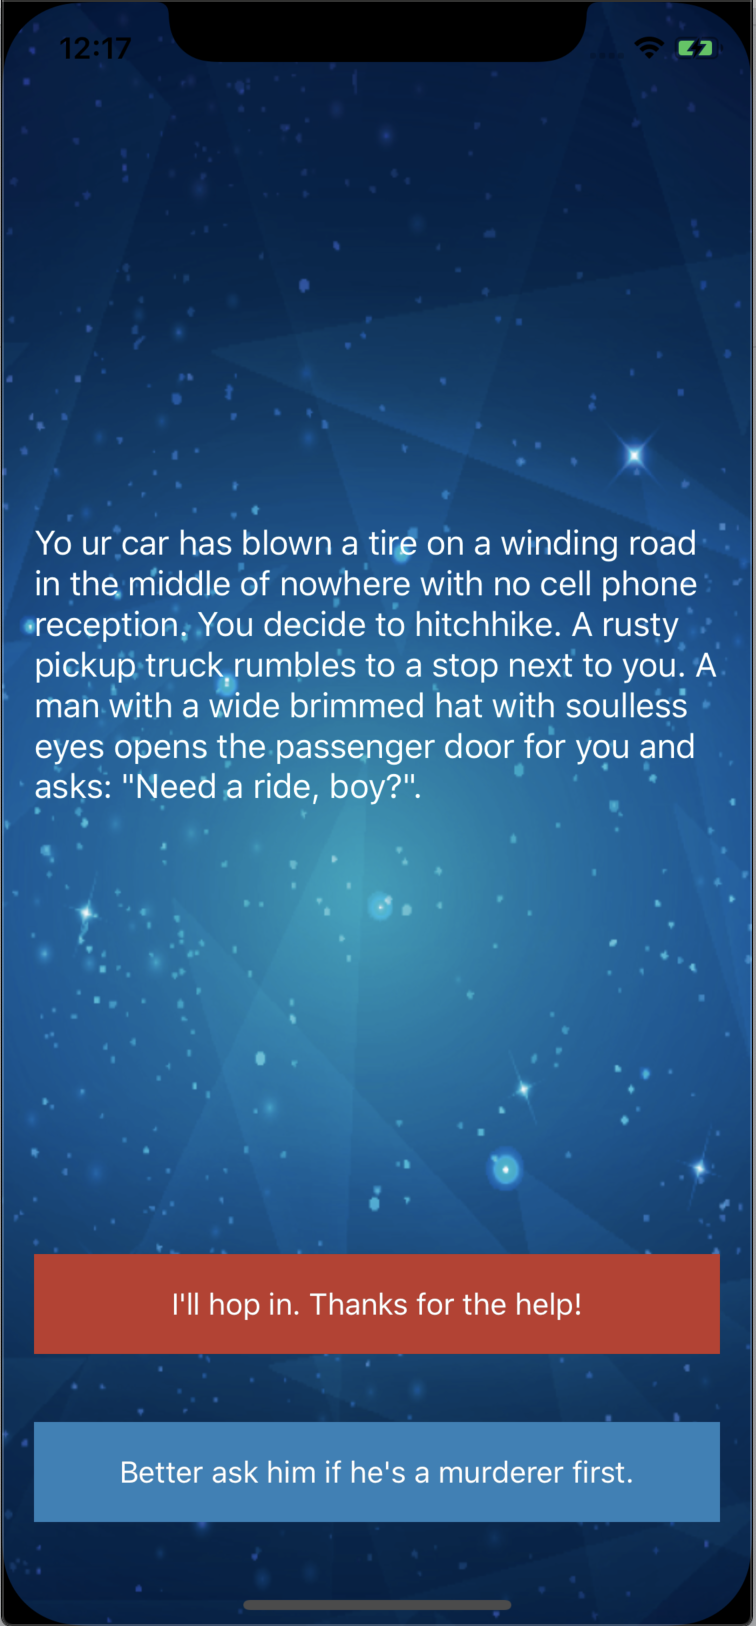 12:17
Yo ur car has blown a tire on a winding road
in the middle of nowhere with no cell phone
reception. You decide to hitchhike. A rusty
pickup truck rumbles to a stop next to you. A
man with a wide brimmed hat with soulless
eyes opens the passenger door for you and
asks: "Need a ride, boy?".
I'll hop in. Thanks for the help!
Better ask him if he's a murderer first.